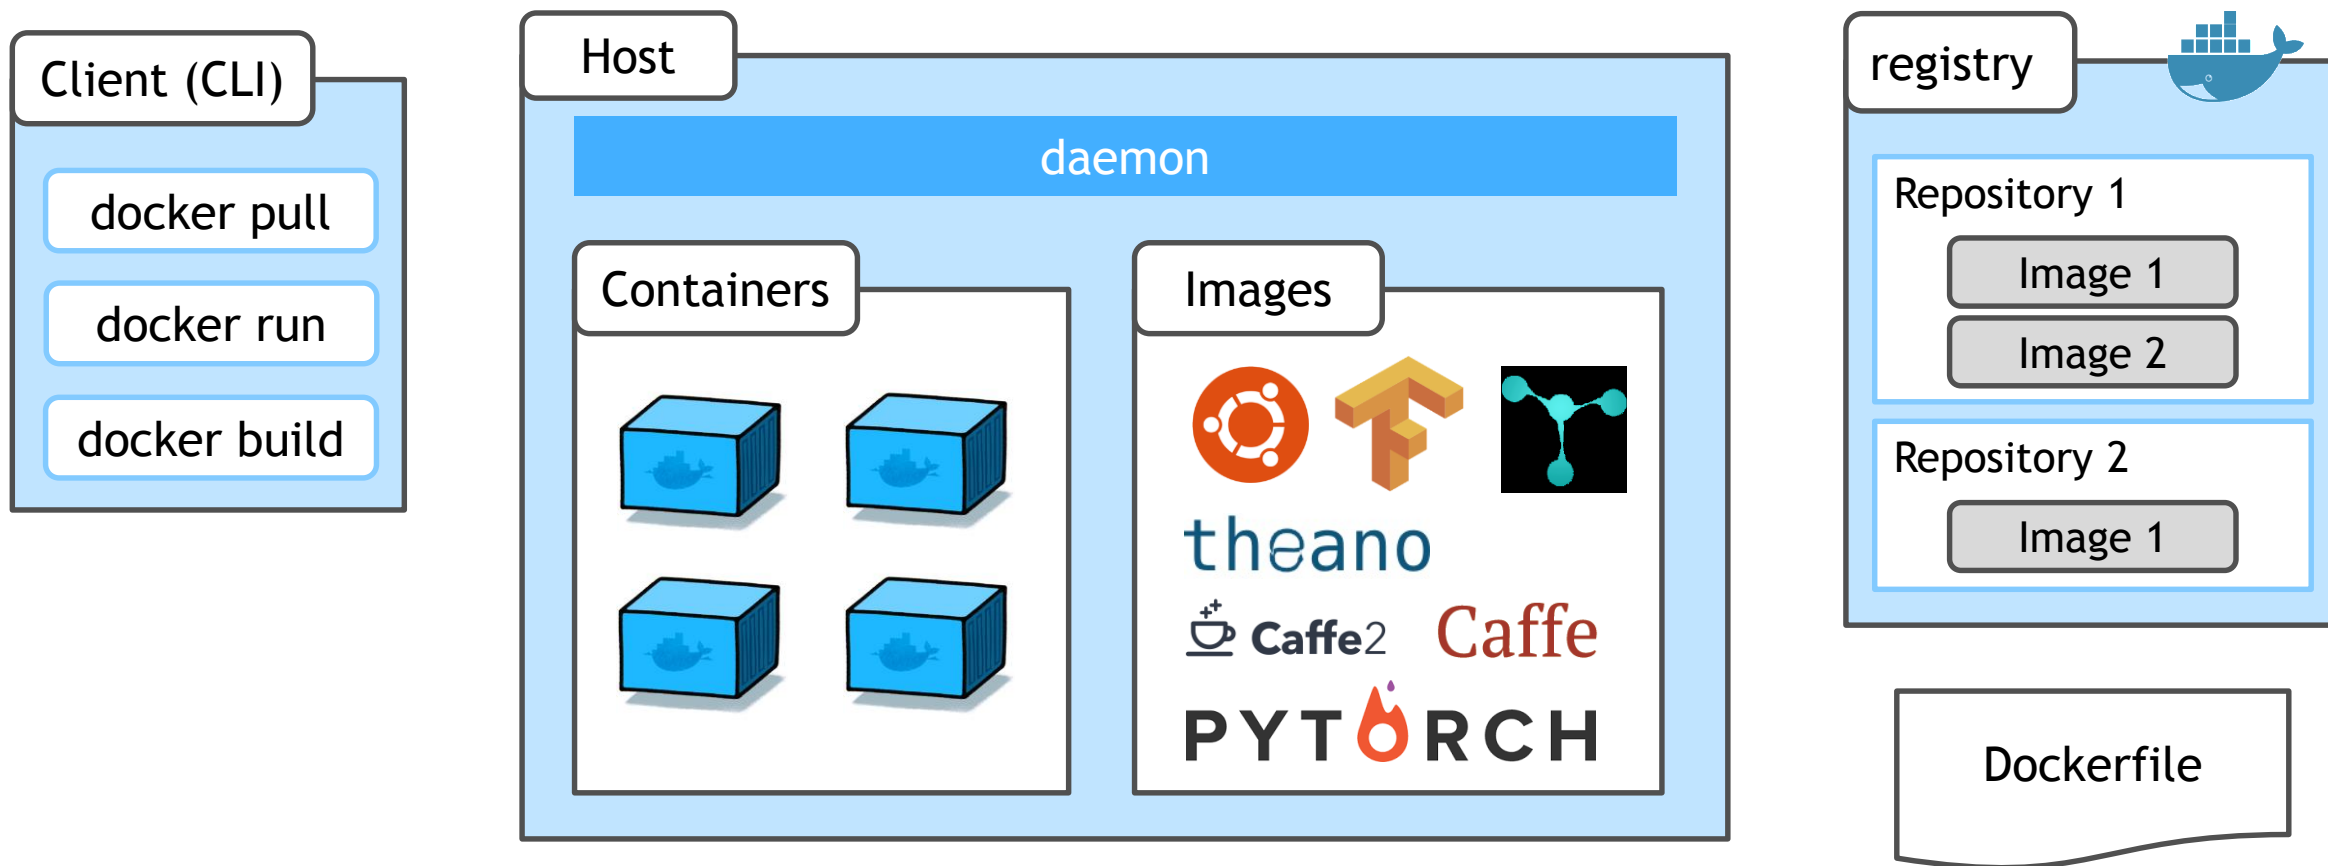 Client (CLI)
docker pull
docker run
docker build
Host
daemon
Containers
Images
theano
Caffe2
Caffe
PYTORCH
registry
Repository 1
Image 1
Image 2
Repository 2
Image 1
Dockerfile